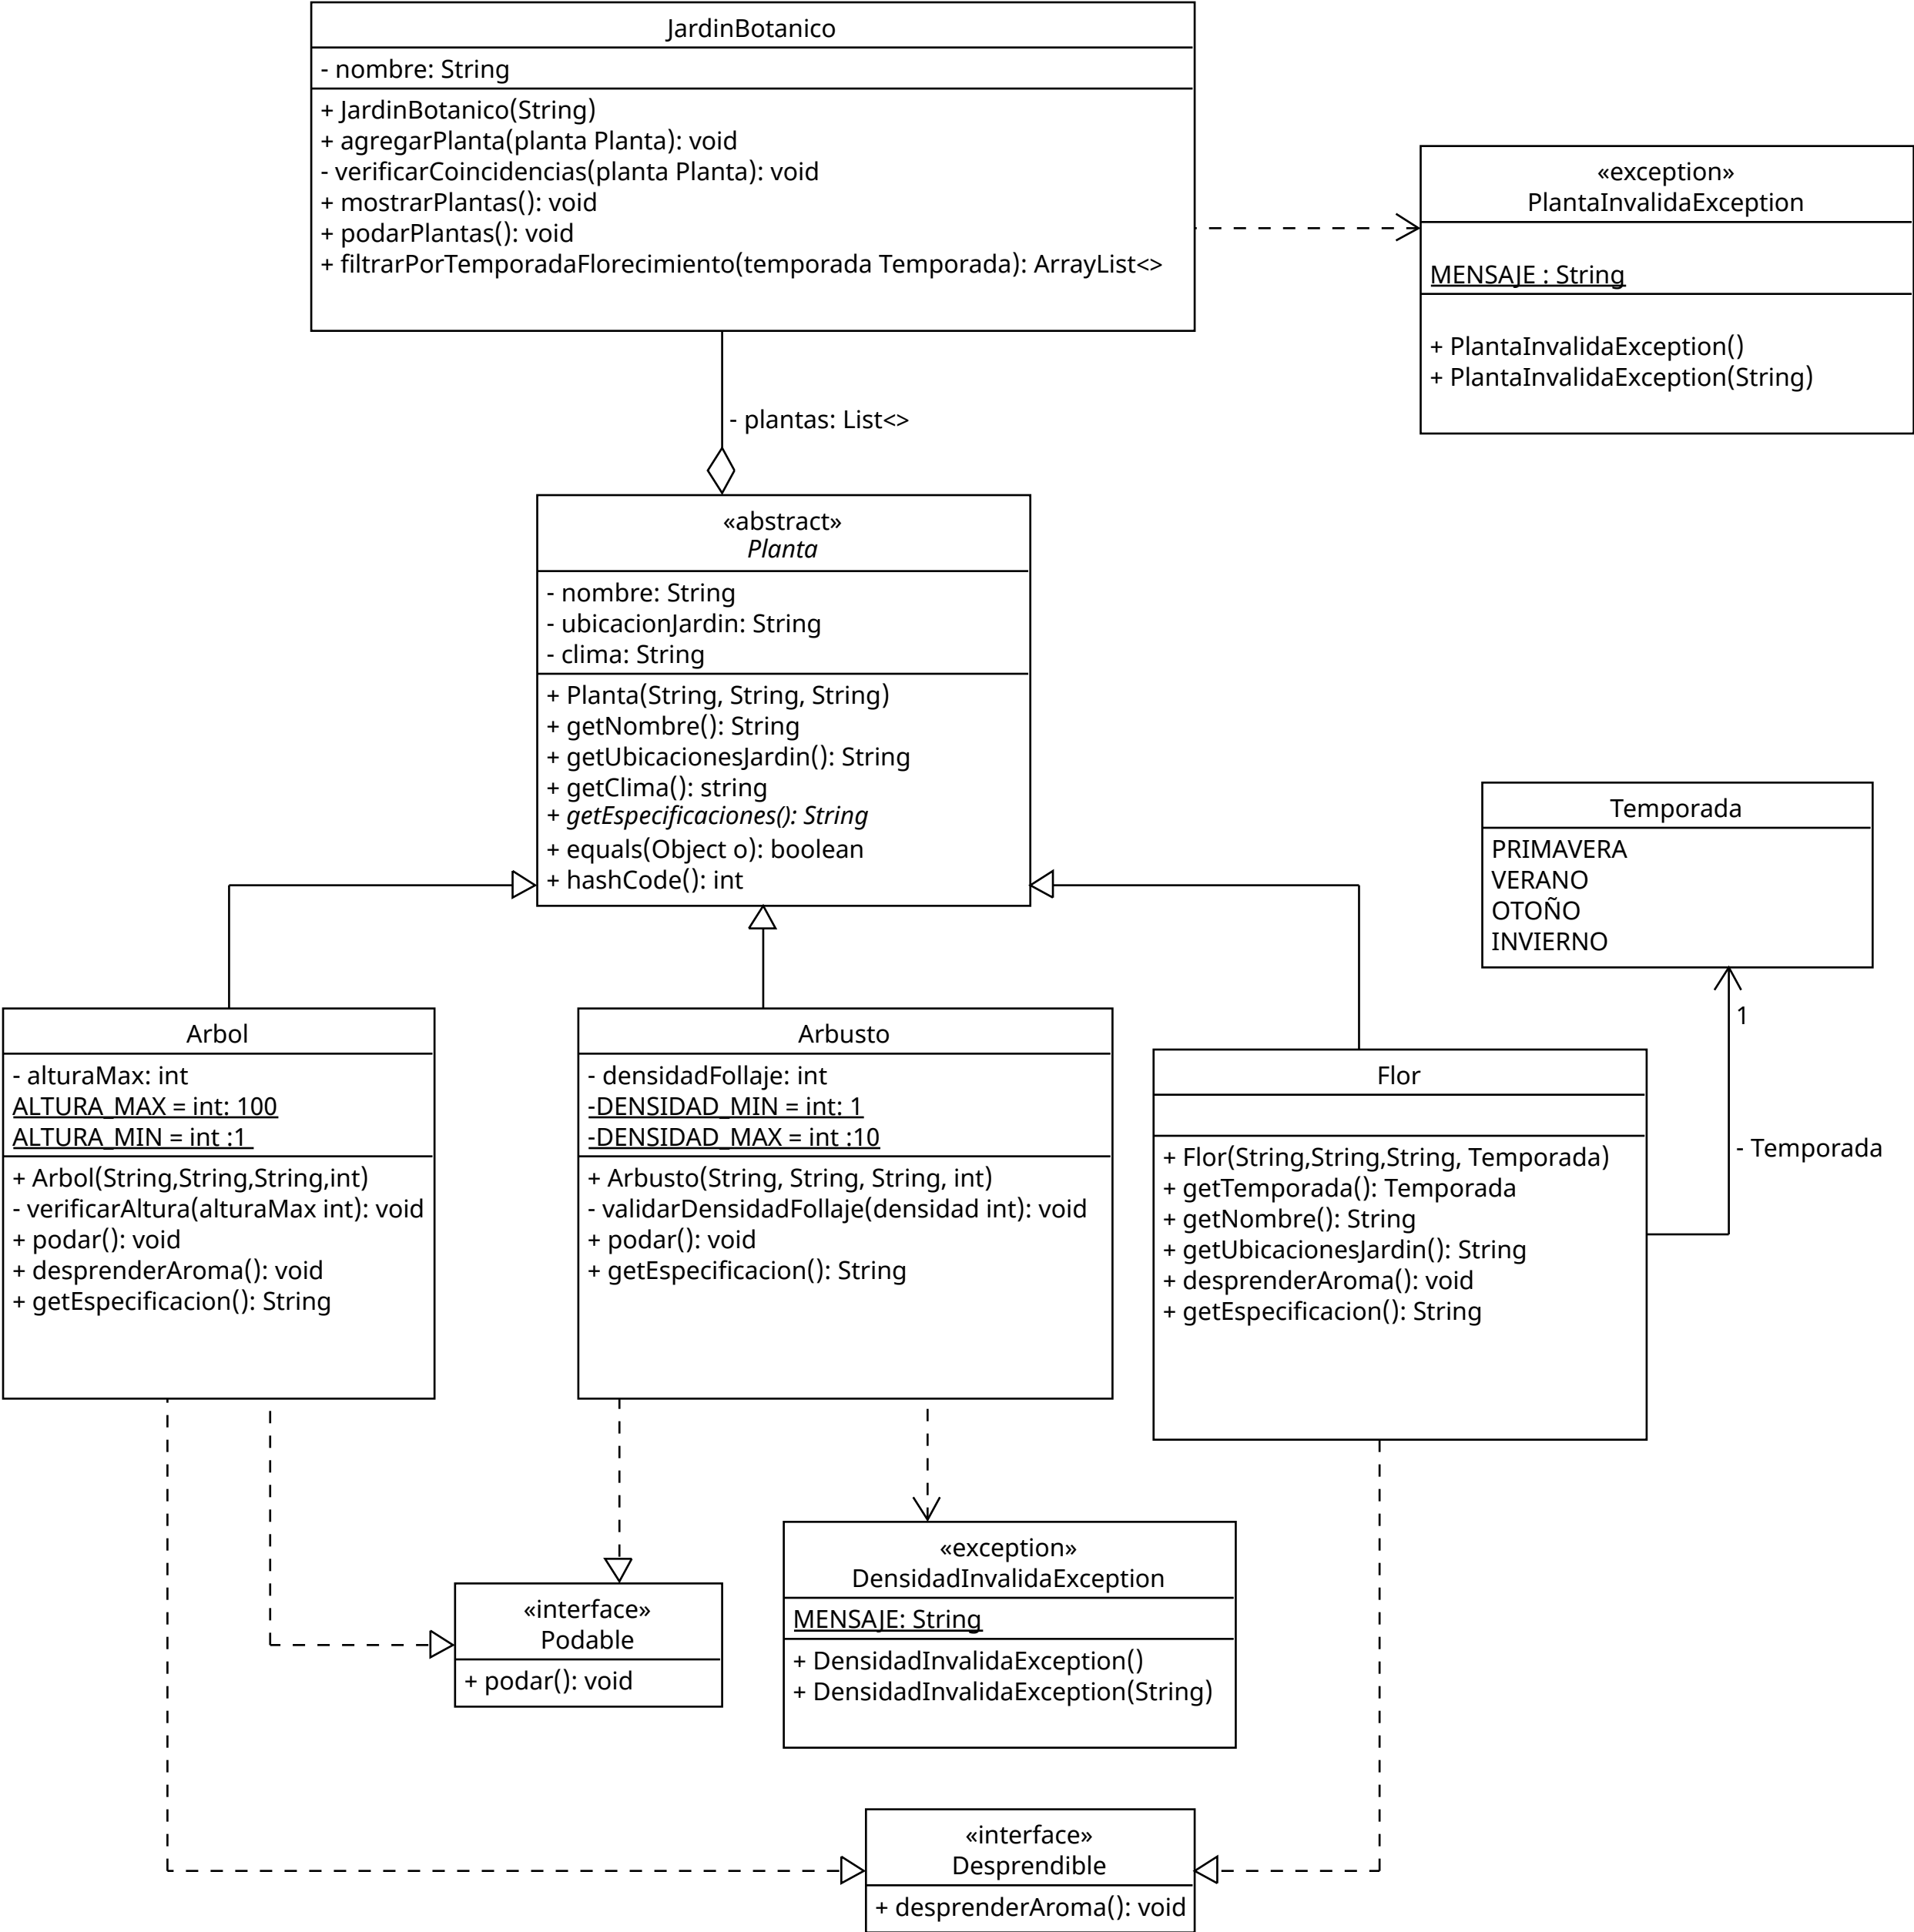 JardinBotanico
- nombre: String
+ JardinBotanico(String)
+ agregarPlanta(planta Planta): void
- verificarCoincidencias(planta Planta): void
+ mostrarPlantas(): void
+ podarPlantas(): void
+ filtrarPorTemporadaFlorecimiento(temporada Temporada): ArrayList<>
«exception»
PlantaInvalidaException
MENSAJE : String
+ PlantaInvalidaException()
+ PlantaInvalidaException(String)
- plantas: List<>
«abstract»
Planta
- nombre: String
- ubicacionJardin: String
- clima: String
+ Planta(String, String, String)
+ getNombre(): String
+ getUbicacionesJardin(): String
+ getClima(): string
+ getEspecificaciones(): String
+ equals(Object o): boolean
+ hashCode(): int
Temporada
PRIMAVERA
VERANO
OTOÑO
INVIERNO
1
- Temporada
Arbol
- alturaMax: int
ALTURA_MAX = int: 100
ALTURA_MIN = int :1
+ Arbol(String,String,String,int)
- verificarAltura(alturaMax int): void
+ podar(): void
+ desprenderAroma(): void
+ getEspecificacion(): String
Arbusto
- densidadFollaje: int
-DENSIDAD_MIN = int: 1
-DENSIDAD_MAX = int :10
+ Arbusto(String, String, String, int)
- validarDensidadFollaje(densidad int): void
+ podar(): void
+ getEspecificacion(): String
Flor
+ Flor(String,String,String, Temporada)
+ getTemporada(): Temporada
+ getNombre(): String
+ getUbicacionesJardin(): String
+ desprenderAroma(): void
+ getEspecificacion(): String
«interface»
Podable
+ podar(): void
«exception»
DensidadInvalidaException
MENSAJE: String
+ DensidadInvalidaException()
+ DensidadInvalidaException(String)
«interface»
Desprendible
+ desprenderAroma(): void